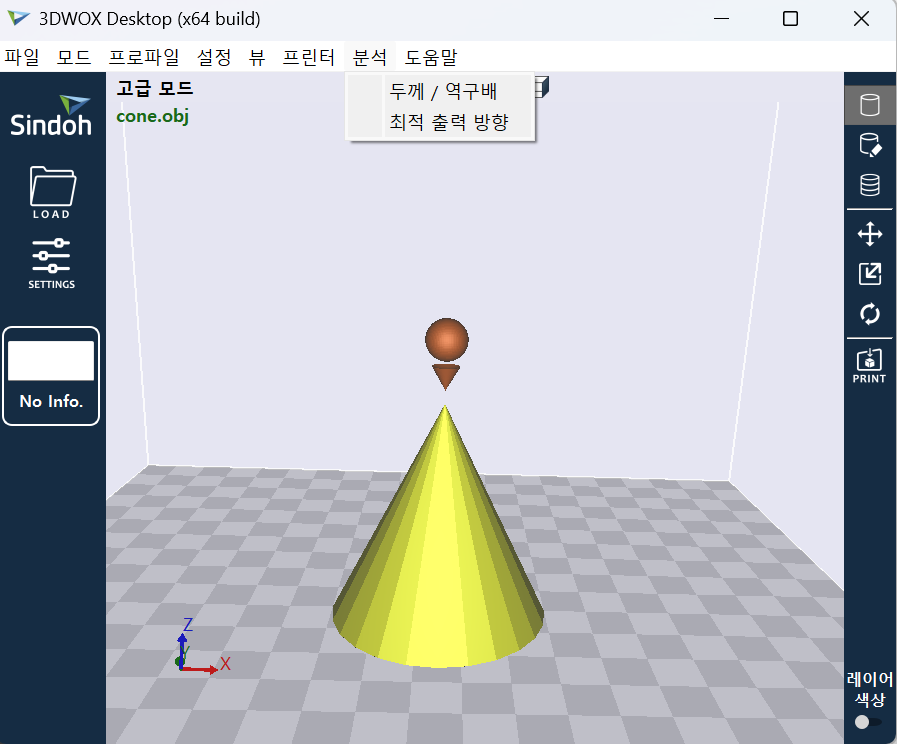 3DWOX Desktop (x64 build)
파일 모드 프로파일 설정 뷰 프린터 분석 도움말
고급 모드
cone.obj
두께 / 역구배
최적 출력 방향
Sindoh
LOAD
SETTINGS
No Info.
PRINT
Z
Y
X
레이어
색상